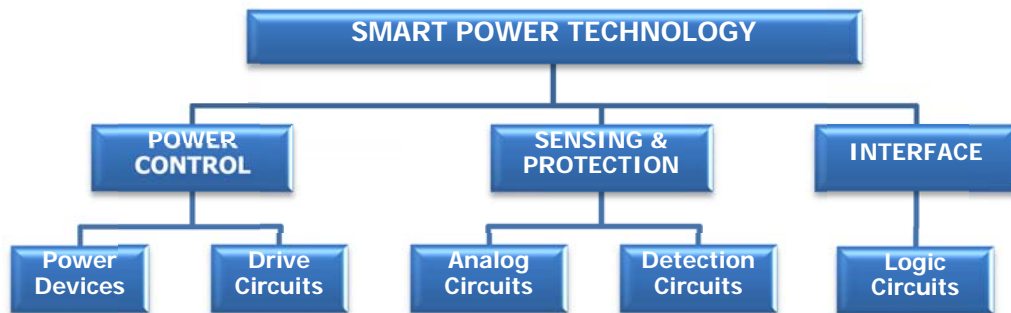 SMART POWER TECHNOLOGY
POWER
CONTROL
SENSING &
PROTECTION
INTERFACE
Power
Devices
Drive
Circuits
Analog
Circuits
Detection
Circuits
Logic
Circuits